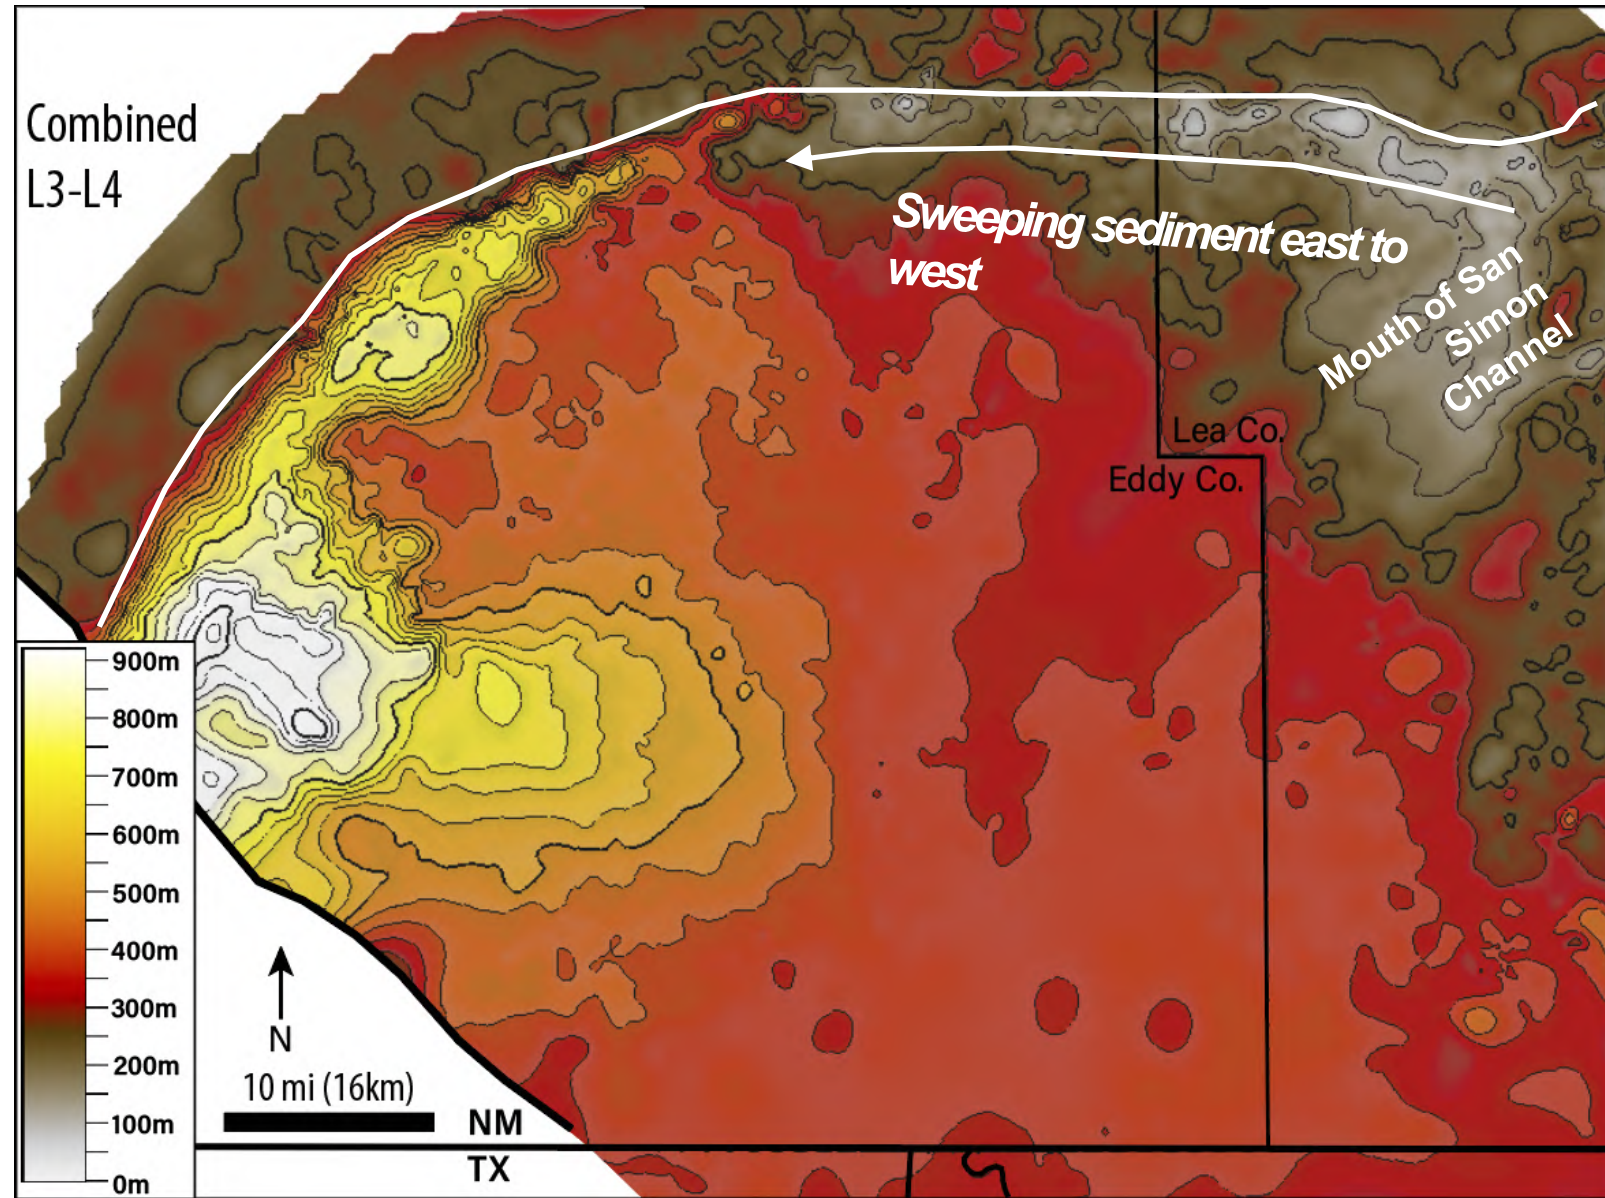 Combined
L3-L4
Sweeping sediment east to
west
Mouth of San
Simon
Channel
Lea Co.
Eddy Co.
900m
800m
700m
600m
500m
400m
300m
200m
100m
0m
N
10 mi (16km)
NM
TX